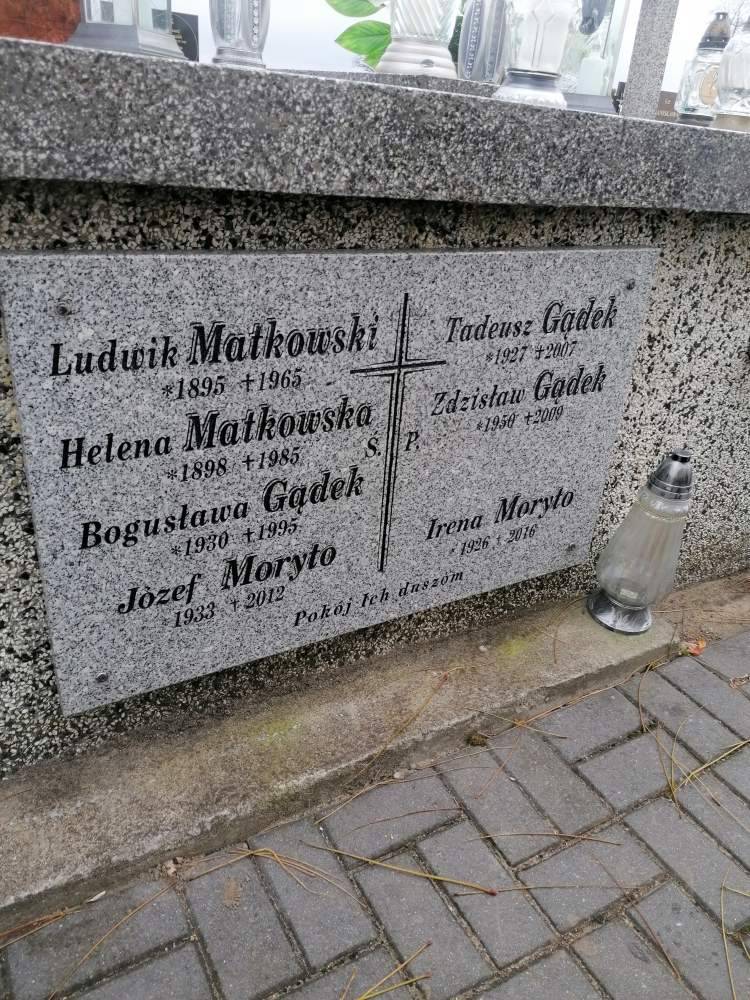 Ludwik Matkowski
*1895 +1965
Helena Matkowska
*1898 +1985
Bogusława Gądek
*1930 +1995
Józef Moryto
1933 +2012
Ś. P.
Tadeusz Gądek
*1927 +2007
Zdzisław Gądek
*1950 +2009
Irena Moryto
*1926 +2016
Pokój Ich duszóm